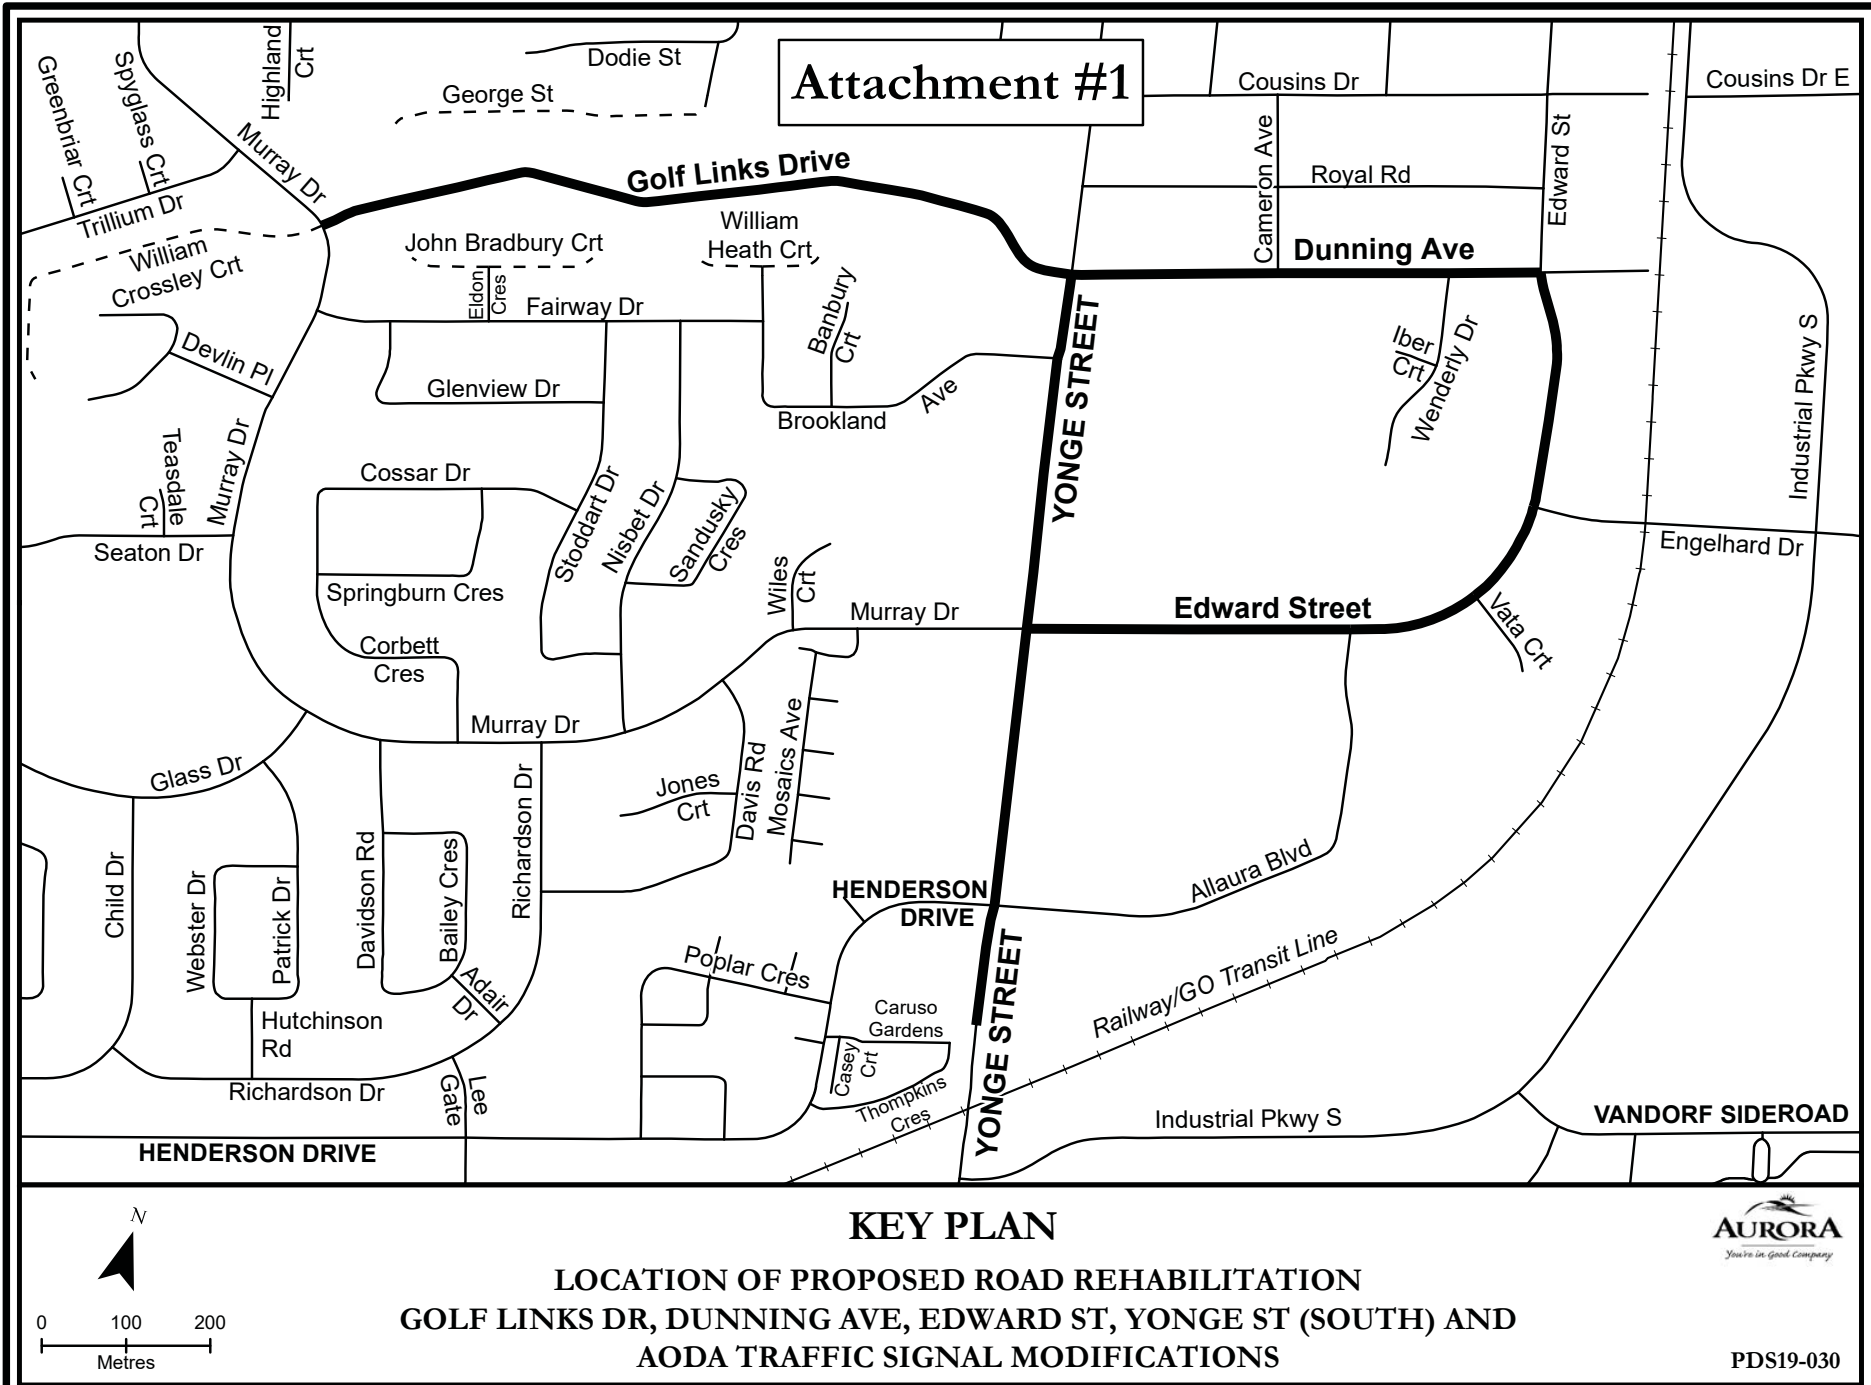 Attachment #1
Greenbriar Crt
Spyglass Crt
Highland
Crt
Dodie St
George St
Cousins Dr
Cousins Dr E
Murray Dr
Trillium Dr
Golf Links Drive
Cameron Ave
Royal Rd
Edward St
William
Crossley Crt
John Bradbury Crt
William
Heath Crt
Dunning Ave
Eldon
Cres
Fairway Dr
Banbury
Crt
Devlin Pl
Glenview Dr
Brookland
Ave
YONGE STREET
Iber
Crt
Wenderly Dr
Industrial Pkwy S
Teasdale
Crt
Murray Dr
Cossar Dr
Stoddart Dr
Nisbet Dr
Sandusky
Cres
Seaton Dr
Springburn Cres
Wiles
Crt
Murray Dr
Edward Street
Engelhard Dr
Vata Crt
Corbett
Cres
Murray Dr
Glass Dr
Jones
Crt
Davis Rd
Mosaics Ave
Richardson Dr
Child Dr
Webster Dr
Patrick Dr
Davidson Rd
Bailey Cres
Adair
Dr
HENDERSON
DRIVE
Allaura Blvd
Poplar Cres
YONGE STREET
Railway/GO Transit Line
Caruso
Gardens
Casey
Crt
Thompkins
Cres
Hutchinson
Rd
Richardson Dr
Lee
Gate
HENDERSON DRIVE
Industrial Pkwy S
VANDORF SIDEROAD
N
0 100 200
Metres
KEY PLAN
LOCATION OF PROPOSED ROAD REHABILITATION
GOLF LINKS DR, DUNNING AVE, EDWARD ST, YONGE ST (SOUTH) AND
AODA TRAFFIC SIGNAL MODIFICATIONS
AURORA
You're in Good Company
PDS19-030